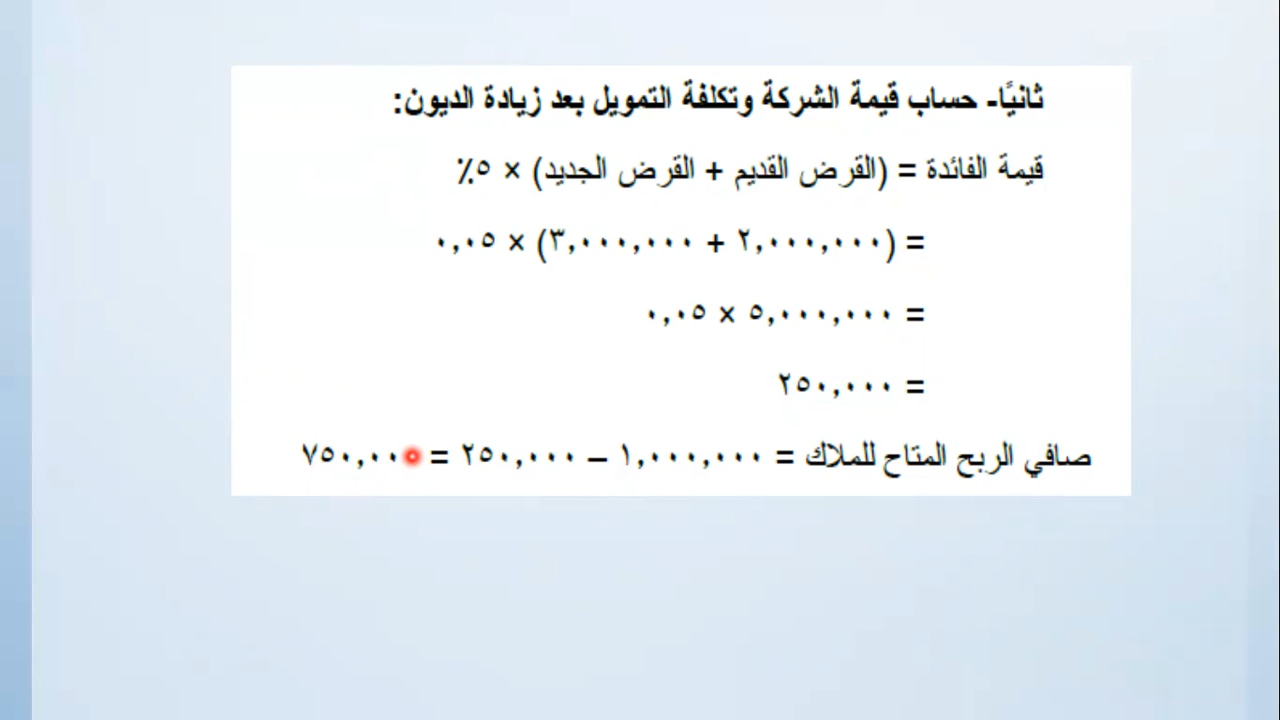 ثانيًا- حساب قيمة الشركة وتكلفة التمويل بعد زيادة الديون:
قيمة الفائدة = (القرض القديم + القرض الجديد) × ٥٪
= (٢,٠٠٠,٠٠٠ + ٣,٠٠٠,٠٠٠) × ٠,٠٥
= ٥,٠٠٠,٠٠٠ × ٠,٠٥
= ٢٥٠,٠٠٠
صافي الربح المتاح للملاك = ١,٠٠٠,٠٠٠ – ٢٥٠,٠٠٠ = ٧٥٠,٠٠٠